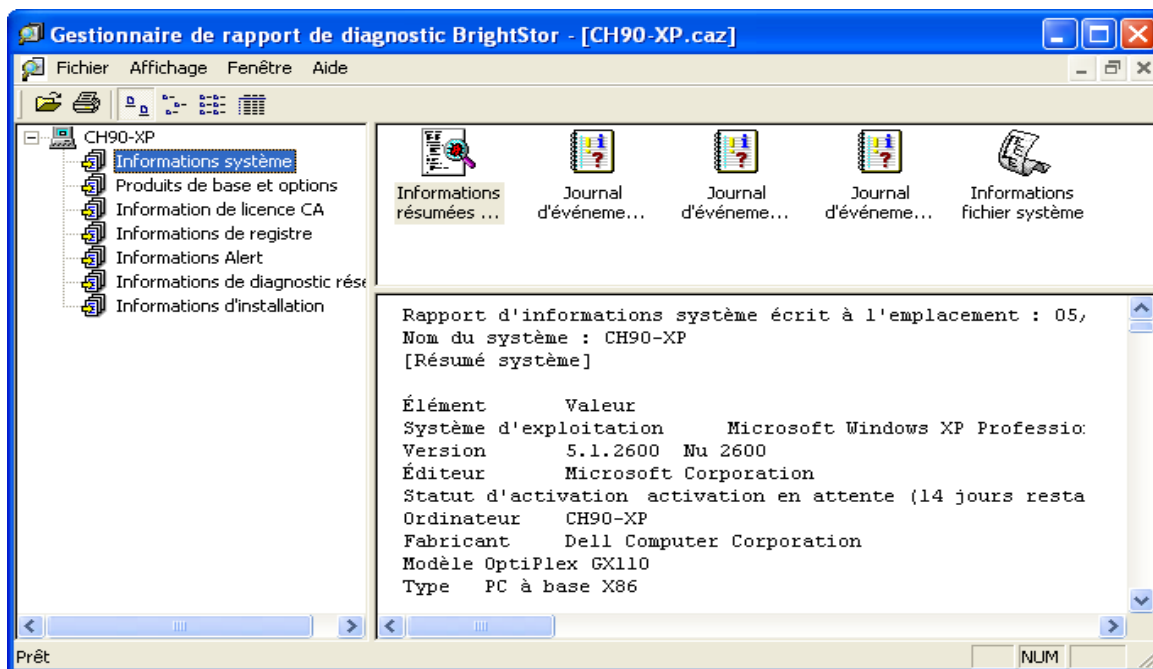 Gestionnaire de rapport de diagnostic BrightStor - [CH90-XP.caz]
Fichier Affichage Fenêtre Aide
CH90-XP
Informations système
Produits de base et options
Information de licence CA
Informations de registre
Informations Alert
Informations de diagnostic rése
Informations d'installation
Informations résumées ...
Journal d'événeme...
Journal d'événeme...
Journal d'événeme...
Informations fichier système
Rapport d'informations système écrit à l'emplacement : 05/
Nom du système : CH90-XP
[Résumé système]
Élément Valeur
Système d'exploitation Microsoft Windows XP Professio
Version 5.1.2600 Nu 2600
Éditeur Microsoft Corporation
Statut d'activation activation en attente (14 jours resta
Ordinateur CH90-XP
Fabricant Dell Computer Corporation
Modèle OptiPlex GX110
Type PC à base X86
Prêt
NUM